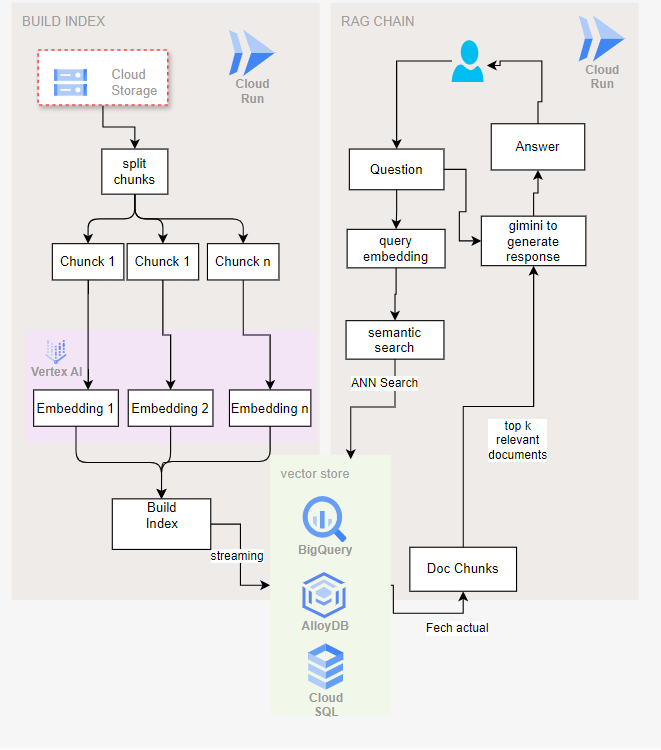 BUILD INDEX
Cloud
Storage
Cloud
Run
split
chunks
Chunck 1
Chunck 1
Chunck n
Vertex AI
Embedding 1
Embedding 2
Embedding n
Build
Index
streaming
RAG CHAIN
Cloud
Run
Question
Answer
query
embedding
gimini to
generate
response
semantic
search
ANN Search
top k
relevant
documents
vector store
BigQuery
AlloyDB
Cloud
SQL
Doc Chunks
Fech actual